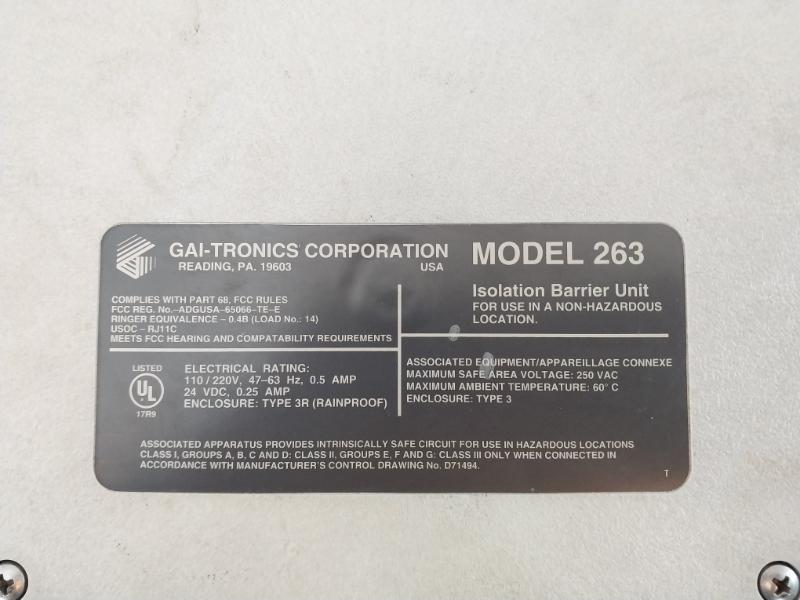 GAI-TRONICS CORPORATION
READING, PA. 19603 USA
MODEL 263
Isolation Barrier Unit
FOR USE IN A NON-HAZARDOUS
LOCATION.
COMPLIES WITH PART 68, FCC RULES
FCC REG. No.-ADGUSA-65066-TE-E
RINGER EQUIVALENCE - 0.4B (LOAD No.: 14)
USOC - RJ11C
MEETS FCC HEARING AND COMPATABILITY REQUIREMENTS
LISTED
UL
17R9
ELECTRICAL RATING:
110/220V, 47-63 Hz, 0.5 AMP
24 VDC, 0.25 AMP
ENCLOSURE: TYPE 3R (RAINPROOF)
ASSOCIATED EQUIPMENT/APPAREILLAGE CONNEXE
MAXIMUM SAFE AREA VOLTAGE: 250 VAC
MAXIMUM AMBIENT TEMPERATURE: 60° C
ENCLOSURE: TYPE 3
ASSOCIATED APPARATUS PROVIDES INTRINSICALLY SAFE CIRCUIT FOR USE IN HAZARDOUS LOCATIONS
CLASS I, GROUPS A, B, C AND D: CLASS II, GROUPS E, F AND G: CLASS III ONLY WHEN CONNECTED IN
ACCORDANCE WITH MANUFACTURER'S CONTROL DRAWING No. D71494.
T